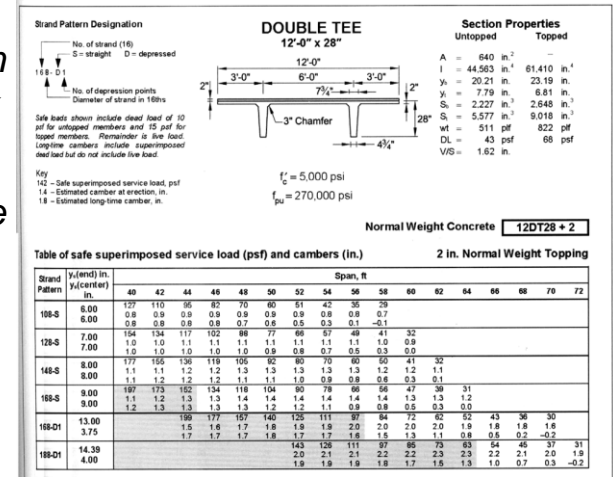 n
e
Strand Pattern Designation
No. of strand (16)
S = straight D = depressed
168-D1
No. of depression points
Diameter of strand in 16ths
Safe loads shown include dead load of 10
psf for untopped members and 15 psf for
topped members. Remainder is live load.
Long-time cambers include superimposed
dead load but do not include live load.
Key
142 – Safe superimposed service load, psf
1.4 – Estimated camber at erection, in.
1.8 – Estimated long-time camber, in.
DOUBLE TEE
12'-0" x 28"
12'-0"
3'-0" 6'-0" 3'-0"
2" 7¾" 2"
3" Chamfer 28"
4¾"
f'c = 5,000 psi
fpu = 270,000 psi
Section Properties
Untopped Topped
A = 640 in.² –
I = 44,563 in.⁴ 61,410 in.⁴
yb = 20.21 in. 23.19 in.
yt = 7.79 in. 6.81 in.
Sb = 2,227 in.³ 2,648 in.³
St = 5,577 in.³ 9,018 in.³
wt = 511 plf 822 plf
DL = 43 psf 68 psf
V/S = 1.62 in.
Normal Weight Concrete 12DT28 + 2
Table of safe superimposed service load (psf) and cambers (in.) 2 in. Normal Weight Topping
Strand Pattern ys(end) in. ys(center) in. Span, ft
40 42 44 46 48 50 52 54 56 58 60 62 64 66 68 70 72
127 110 95 82 70 60 51 42 35 29
108-S 6.00 0.8 0.9 0.9 0.9 0.9 0.9 0.9 0.8 0.8 0.7
6.00 0.8 0.8 0.8 0.8 0.7 0.6 0.5 0.3 0.1 –0.1
154 134 117 102 88 77 66 57 49 41 32
128-S 7.00 1.0 1.0 1.1 1.1 1.1 1.1 1.1 1.1 1.1 1.0 0.9
7.00 1.0 1.0 1.0 1.0 1.0 0.9 0.8 0.7 0.5 0.3 0.0
177 155 136 119 105 92 80 70 60 50 41 32
148-S 8.00 1.1 1.1 1.2 1.2 1.3 1.3 1.3 1.3 1.3 1.2 1.2 1.1
8.00 1.1 1.2 1.2 1.2 1.1 1.1 1.0 0.9 0.8 0.6 0.3 0.1
197 173 152 134 118 104 90 78 66 56 47 39 31
168-S 9.00 1.1 1.2 1.3 1.3 1.4 1.4 1.4 1.4 1.4 1.4 1.3 1.3 1.2
9.00 1.2 1.3 1.3 1.3 1.3 1.2 1.2 1.1 0.9 0.8 0.5 0.3 0.0
199 177 157 140 125 111 97 84 72 62 52 43 36 30
168-D1 13.00 1.5 1.6 1.7 1.8 1.9 1.9 2.0 2.0 2.0 2.0 1.9 1.8 1.8 1.6
3.75 1.7 1.7 1.8 1.8 1.7 1.7 1.6 1.5 1.3 1.1 0.8 0.5 0.2 –0.2
143 126 111 97 85 73 63 54 45 37 31
188-D1 14.39 2.0 2.1 2.1 2.2 2.2 2.3 2.3 2.2 2.1 2.0 1.9
4.00 1.9 1.9 1.9 1.8 1.7 1.5 1.3 1.0 0.7 0.3 –0.2